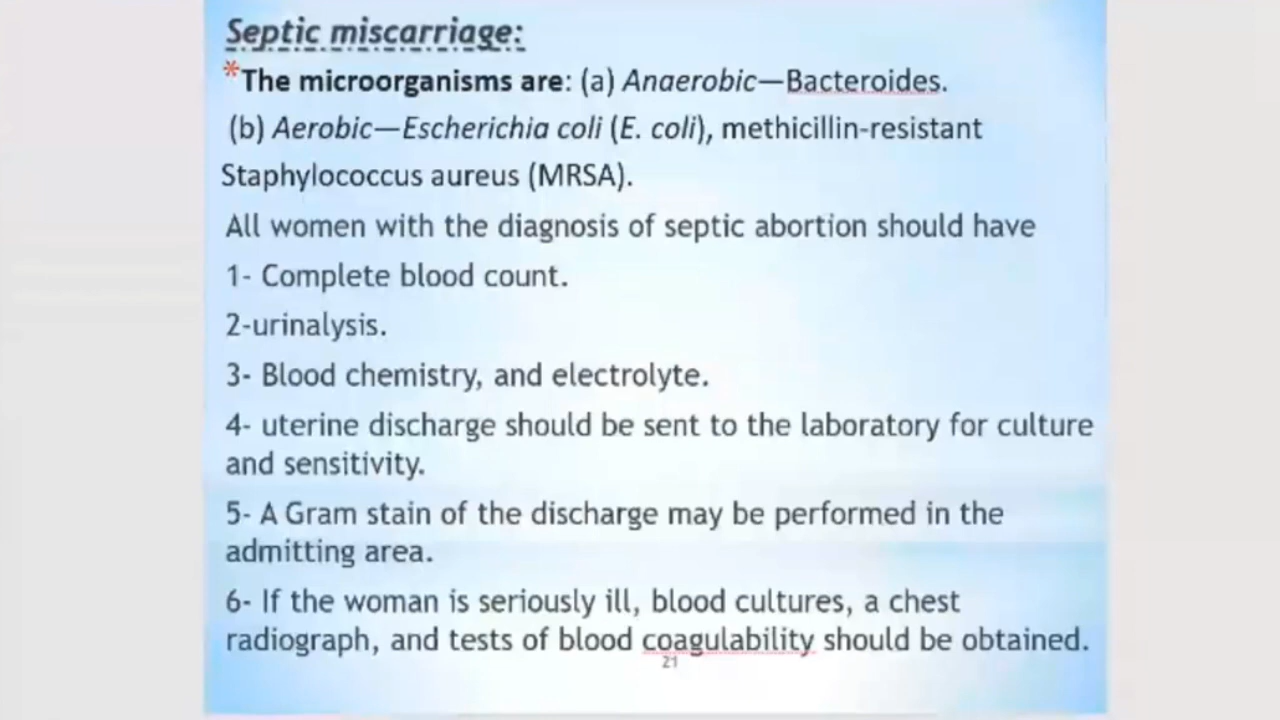 Septic miscarriage:
*The microorganisms are: (a) Anaerobic—Bacteroides.
(b) Aerobic—Escherichia coli (E. coli), methicillin-resistant
Staphylococcus aureus (MRSA).
All women with the diagnosis of septic abortion should have
1- Complete blood count.
2-urinalysis.
3- Blood chemistry, and electrolyte.
4- uterine discharge should be sent to the laboratory for culture
and sensitivity.
5- A Gram stain of the discharge may be performed in the
admitting area.
6- If the woman is seriously ill, blood cultures, a chest
radiograph, and tests of blood coagulability should be obtained.
21